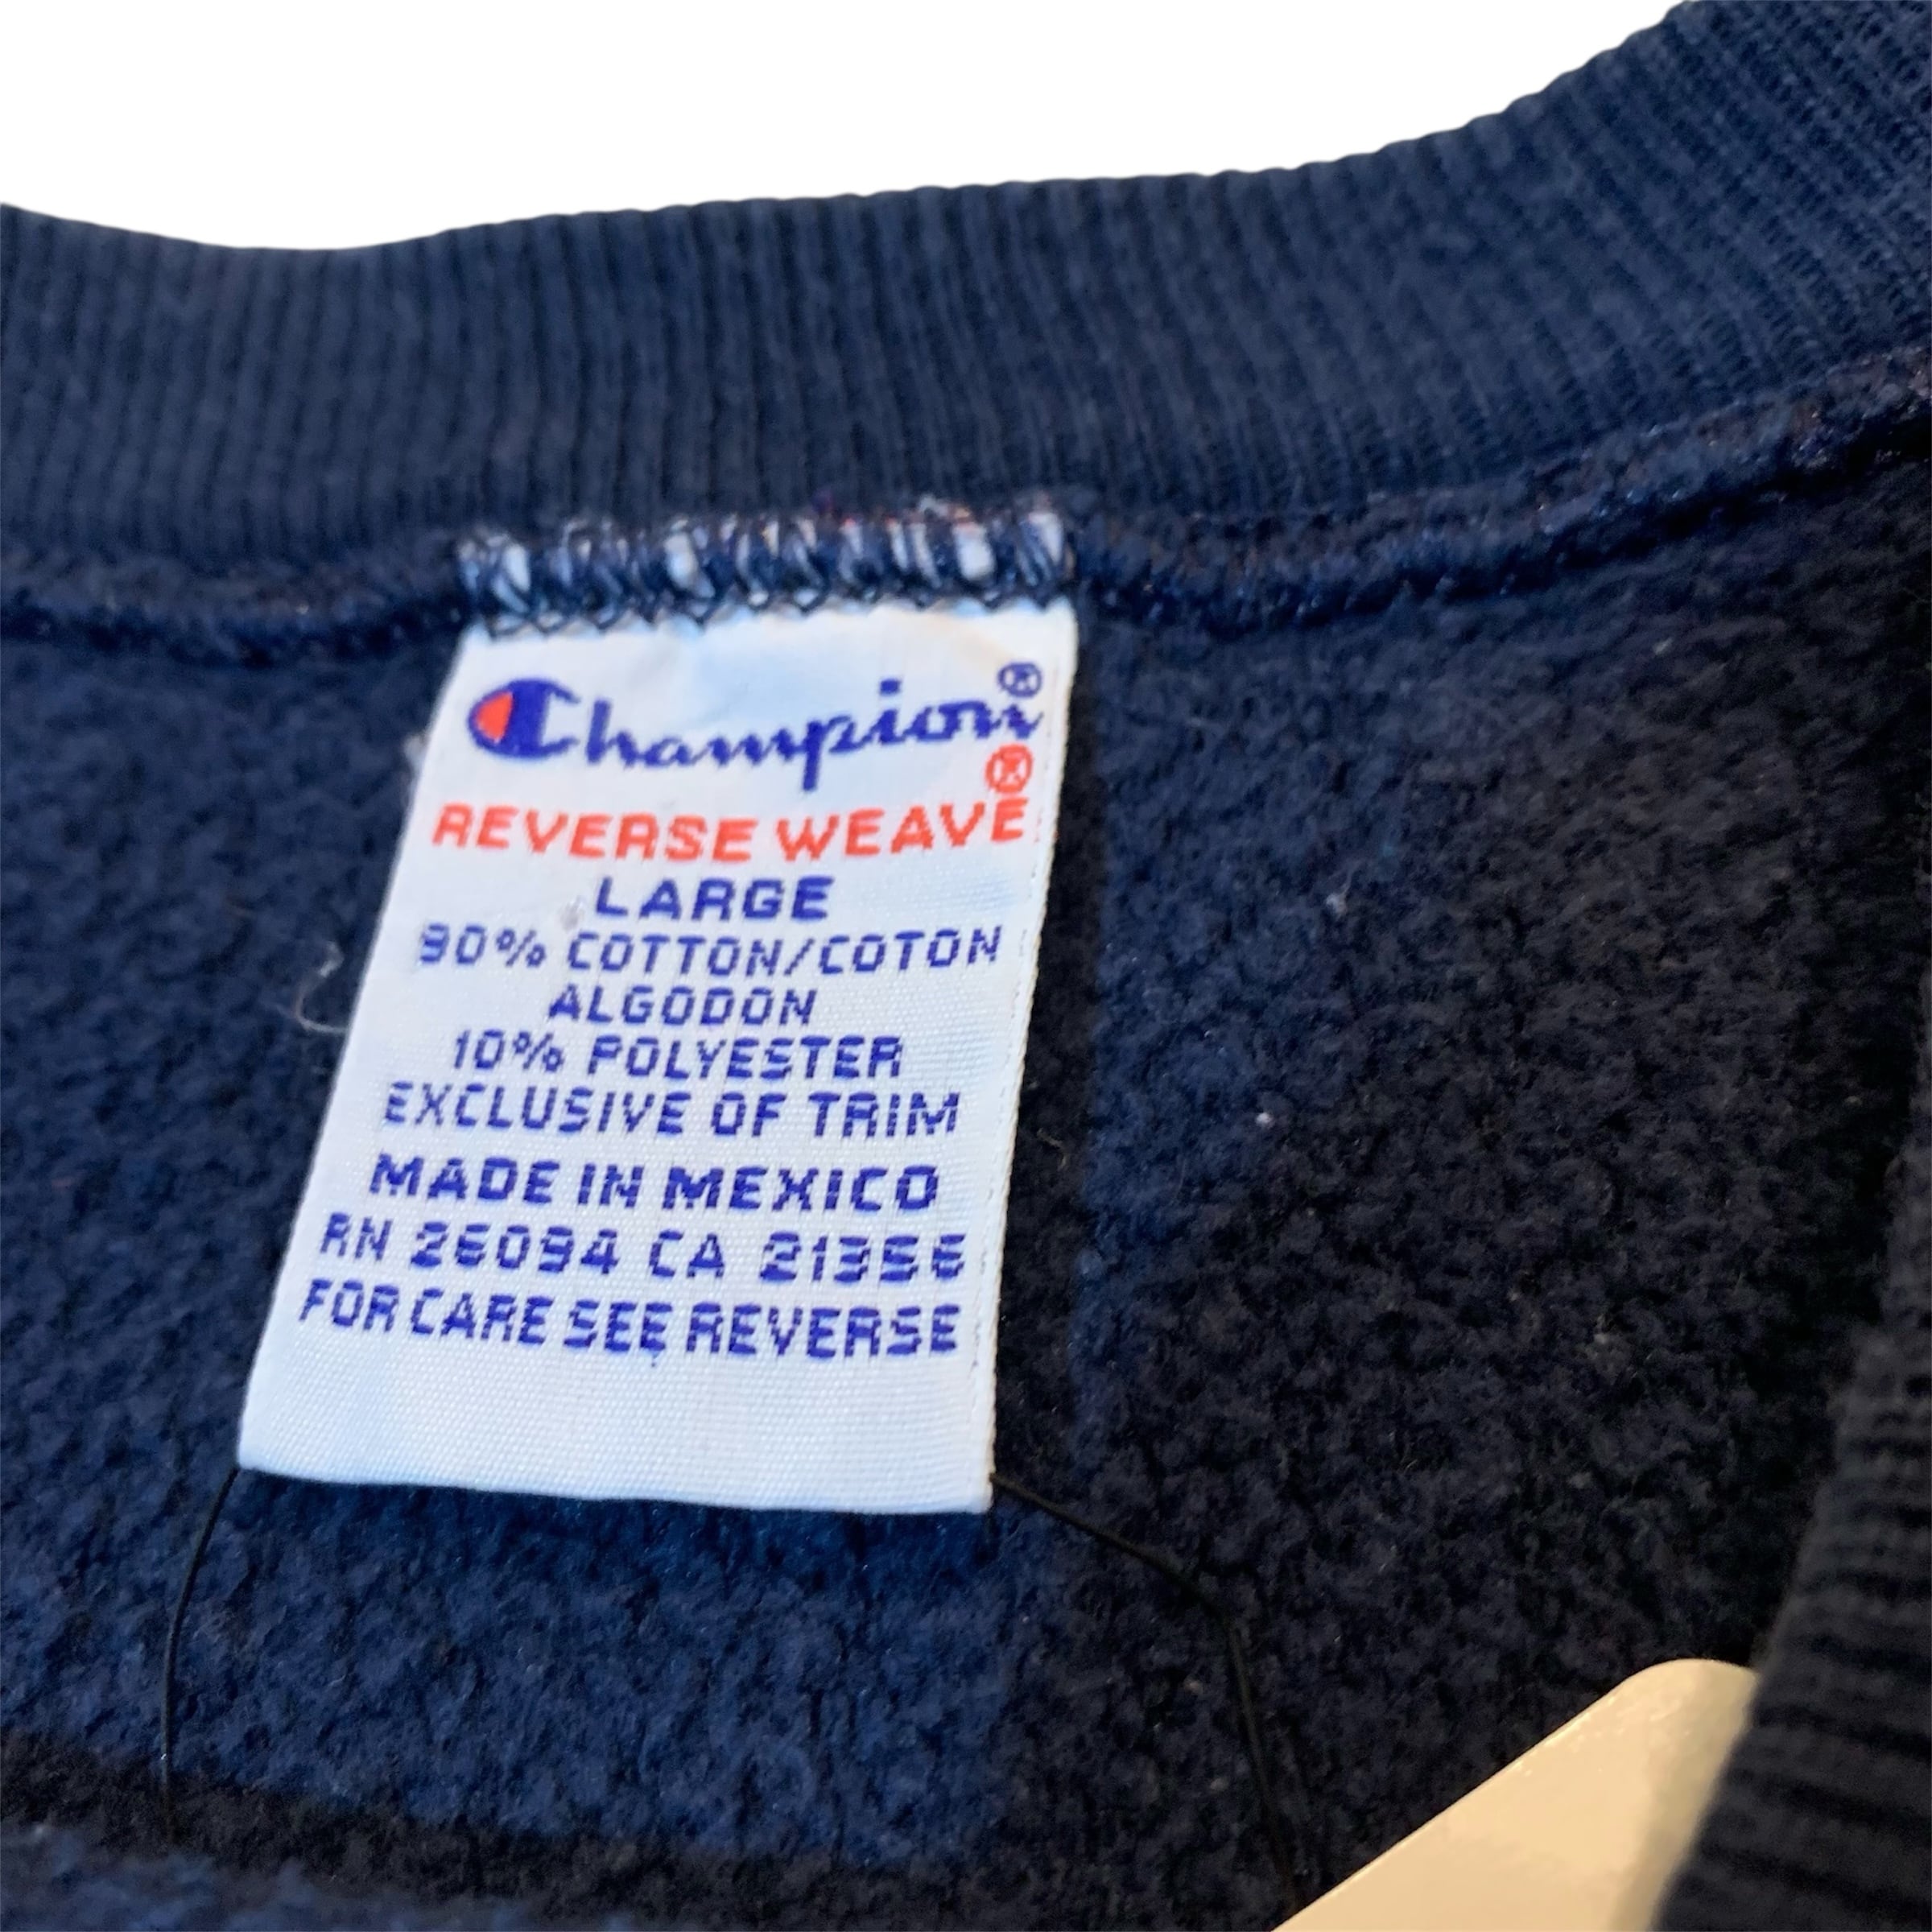 Champion®
REVERSE WEAVE®
LARGE
90% COTTON/COTON
ALGODON
10% POLYESTER
EXCLUSIVE OF TRIM
MADE IN MEXICO
RN 26094 CA 21356
FOR CARE SEE REVERSE